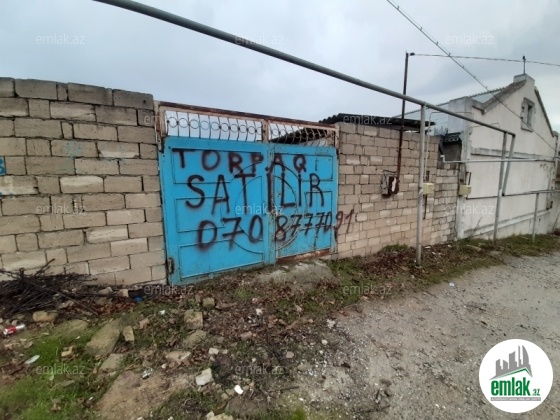 TORPAQ
SATILIR
070 8777091
emlak.az